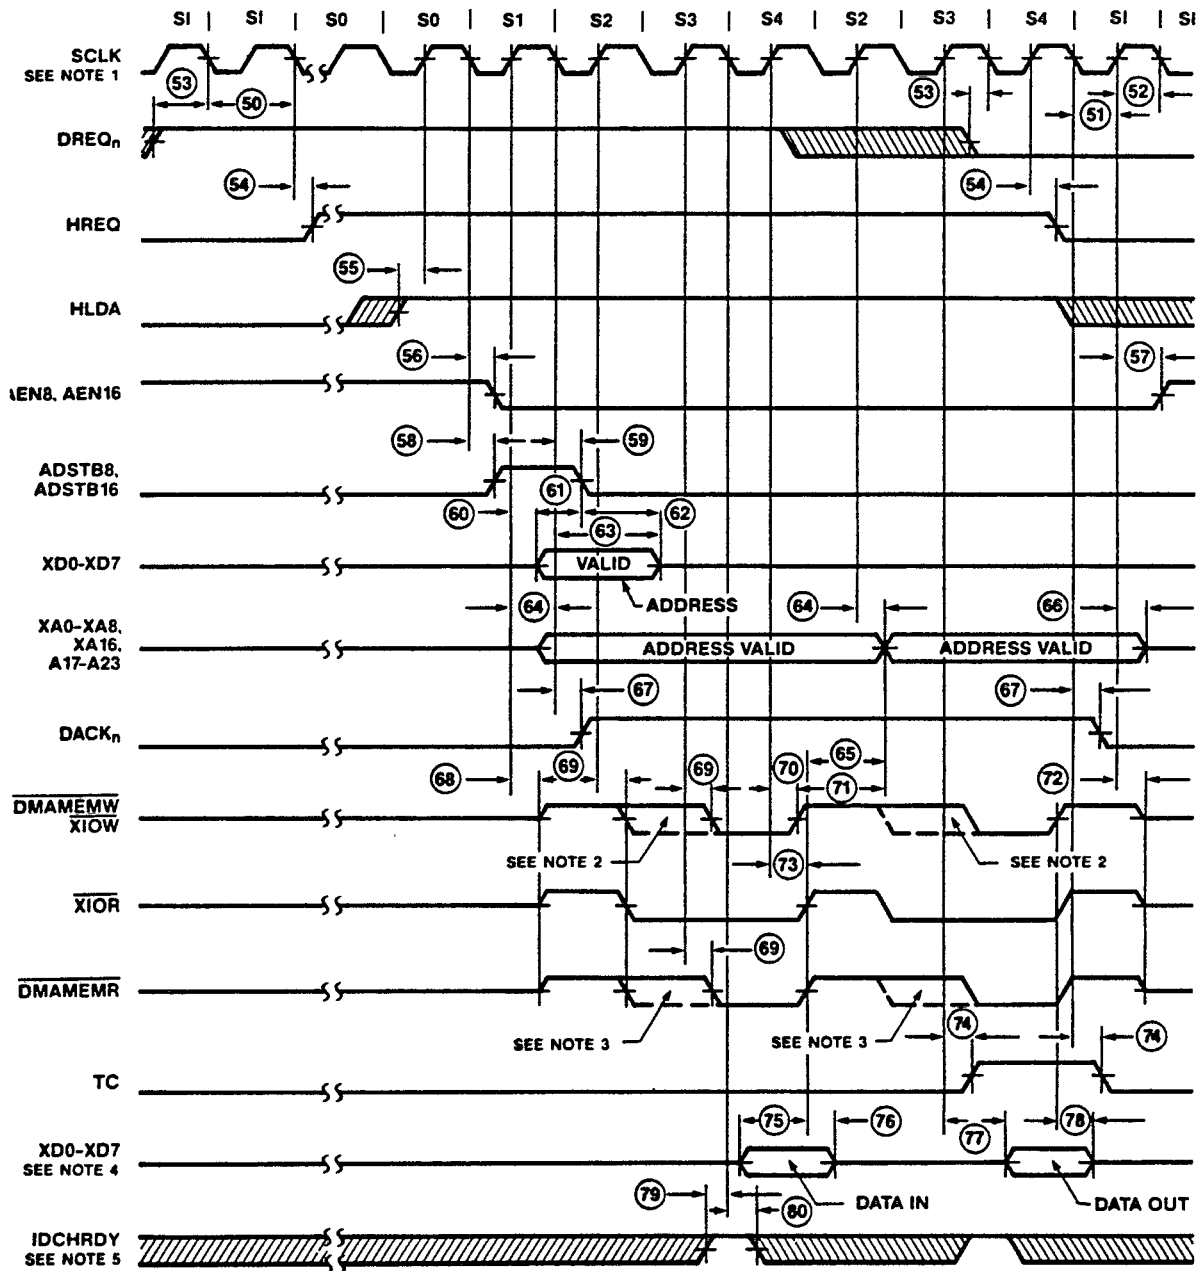 SI | SI | S0 | S0 | S1 | S2 | S3 | S4 | S2 | S3 | S4 | SI | SI
SCLK
SEE NOTE 1
53
50
53
52
51
DREQn
54
54
HREQ
55
HLDA
56
57
AEN8, AEN16
58
59
ADSTB8,
ADSTB16
61
60
62
63
XD0-XD7
VALID
ADDRESS
64
64
66
XA0-XA8,
XA16,
A17-A23
ADDRESS VALID
ADDRESS VALID
67
67
DACKn
65
68
69
69
70
71
72
DMAMEMW
XIOW
SEE NOTE 2
SEE NOTE 2
73
XIOR
69
DMAMEMR
SEE NOTE 3
SEE NOTE 3
74
74
TC
75
76
77
78
XD0-XD7
SEE NOTE 4
DATA IN
DATA OUT
79
80
IDCHRDY
SEE NOTE 5